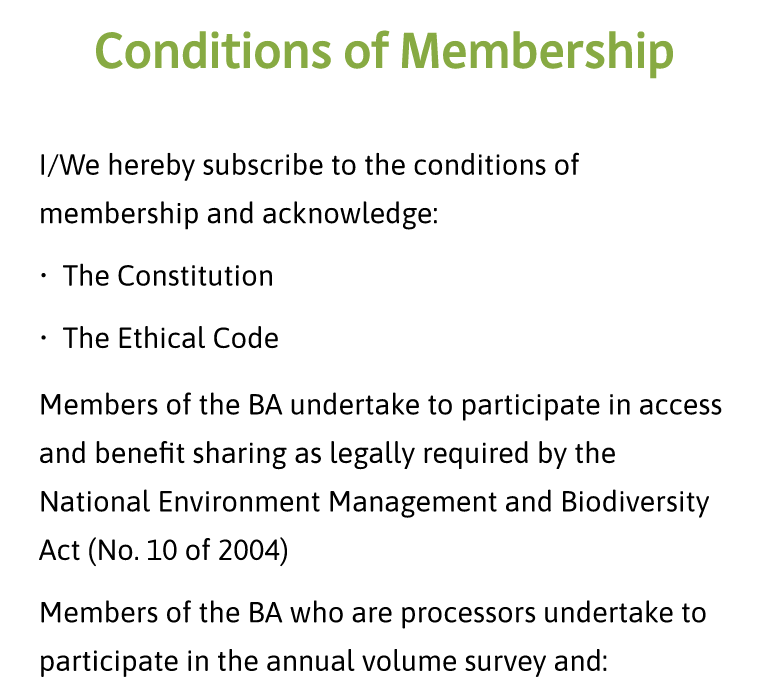 Conditions of Membership
I/We hereby subscribe to the conditions of
membership and acknowledge:
· The Constitution
· The Ethical Code
Members of the BA undertake to participate in access
and benefit sharing as legally required by the
National Environment Management and Biodiversity
Act (No. 10 of 2004)
Members of the BA who are processors undertake to
participate in the annual volume survey and: